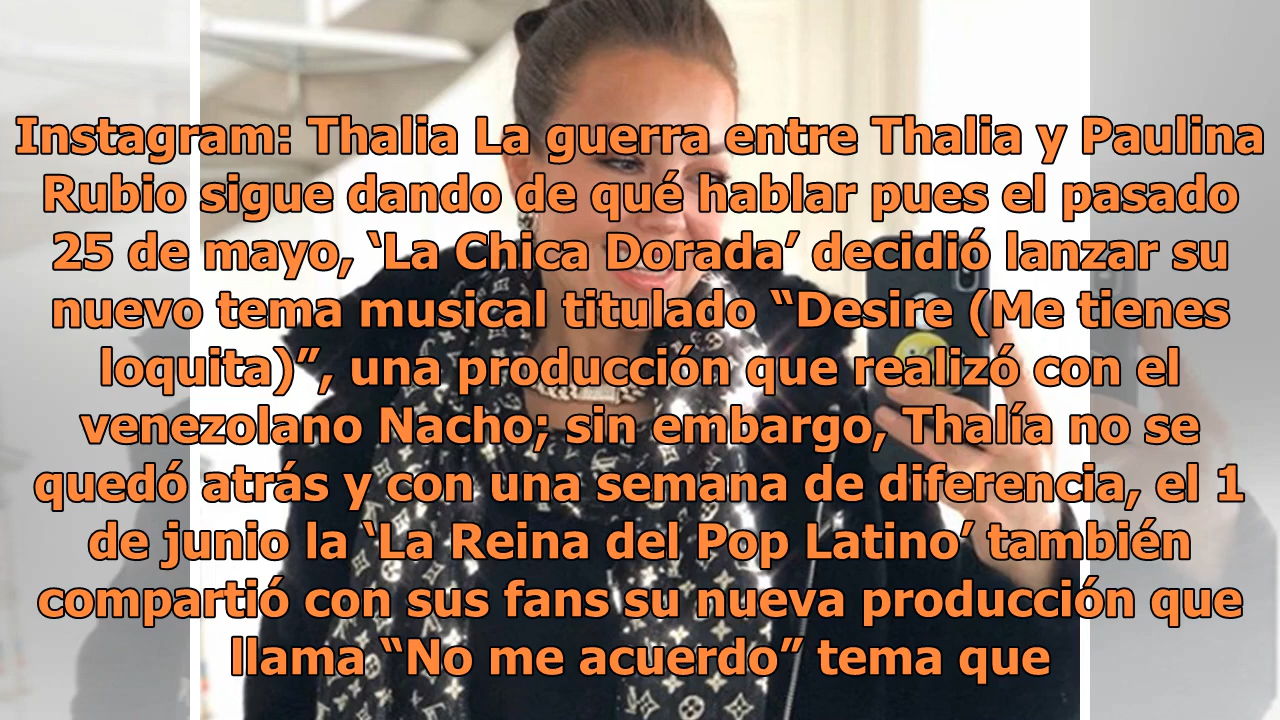 Instagram: Thalia La guerra entre Thalia y Paulina
Rubio sigue dando de qué hablar pues el pasado
25 de mayo, ‘La Chica Dorada’ decidió lanzar su
nuevo tema musical titulado “Desire (Me tienes
loquita)”, una producción que realizó con el
venezolano Nacho; sin embargo, Thalía no se
quedó atrás y con una semana de diferencia, el 1
de junio la ‘La Reina del Pop Latino’ también
compartió con sus fans su nueva producción que
llama “No me acuerdo” tema que